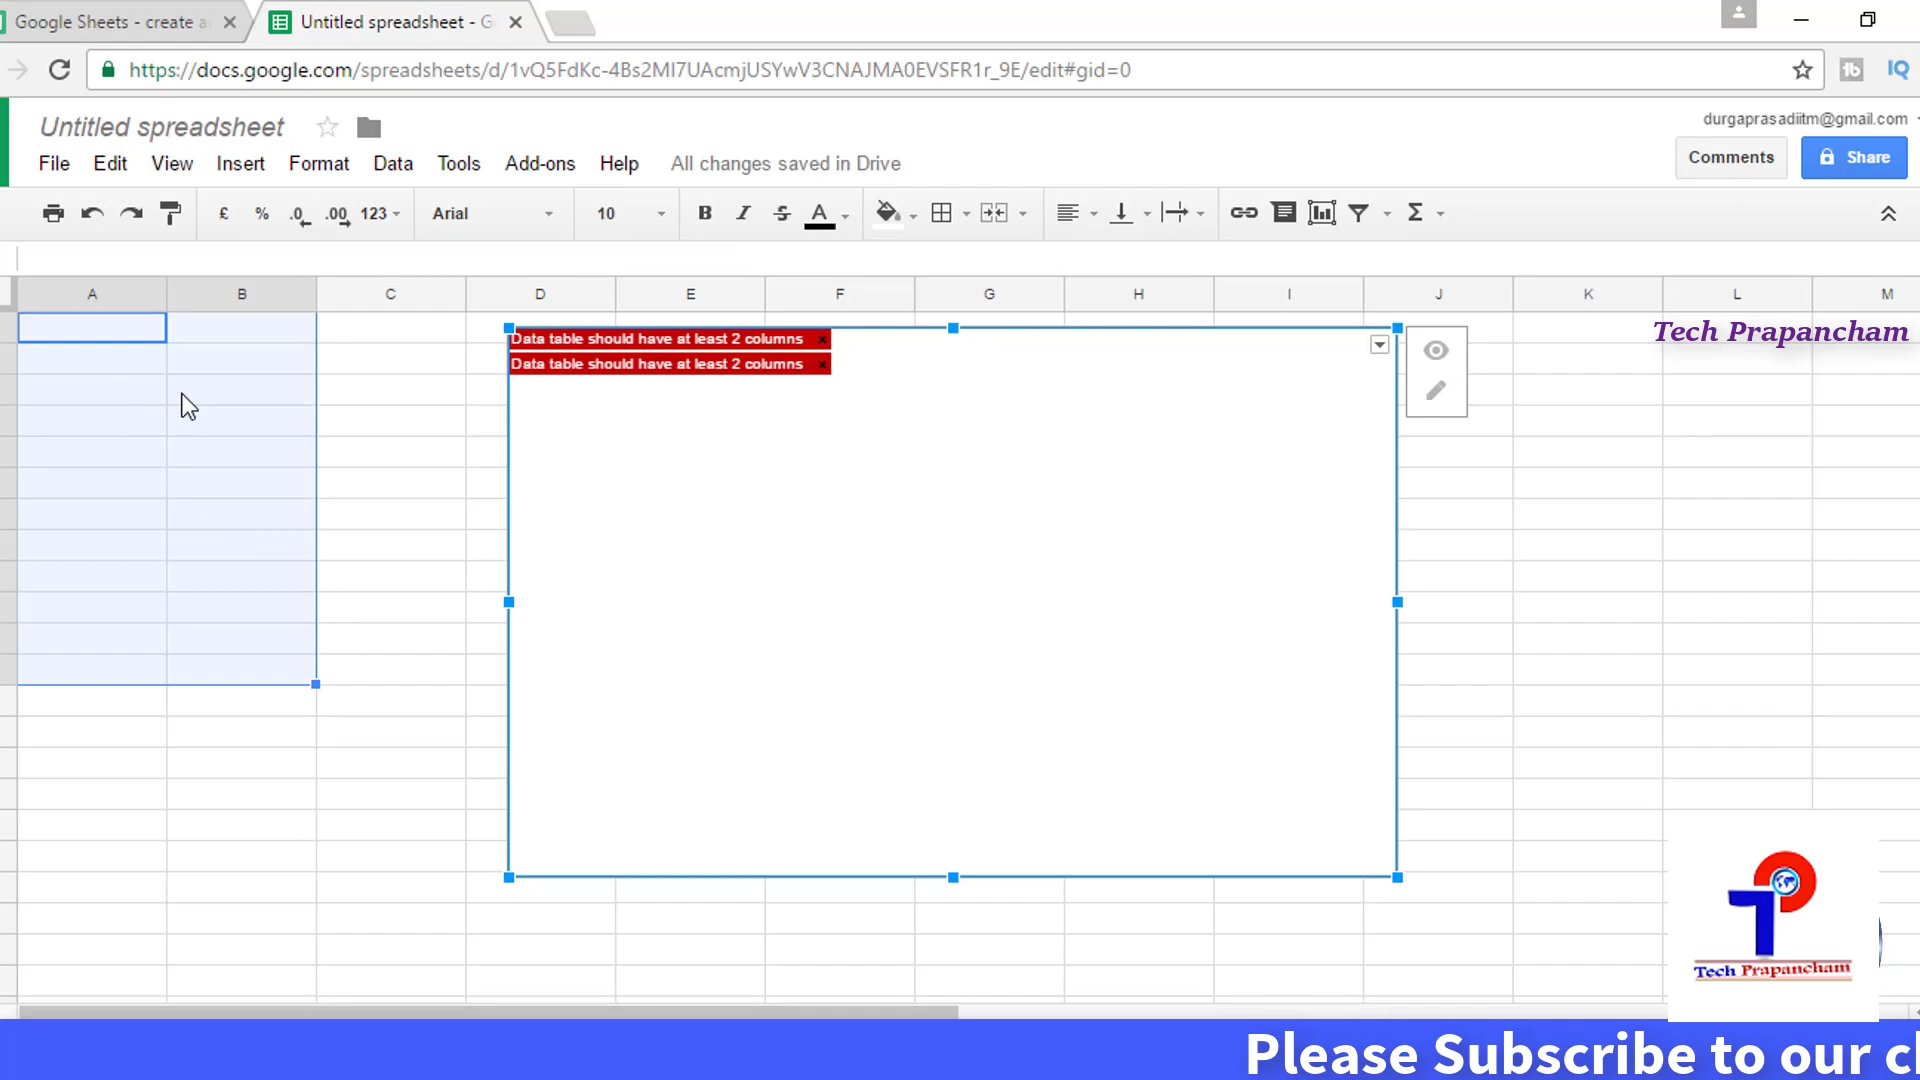 Google Sheets - create a
Untitled spreadsheet - G
https://docs.google.com/spreadsheets/d/1vQ5FdKc-4Bs2MI7UAcmjUSYwV3CNAJMA0EVSFR1r_9E/edit#gid=0
Untitled spreadsheet
durgaprasadiitm@gmail.com
File Edit View Insert Format Data Tools Add-ons Help All changes saved in Drive
Comments Share
£ % .0 .00 123 Arial 10 B I S A Σ
A B C D E F G H I J K L M
Tech Prapancham
Data table should have at least 2 columns x
Data table should have at least 2 columns x
Tech Prapancham
Please Subscribe to our c